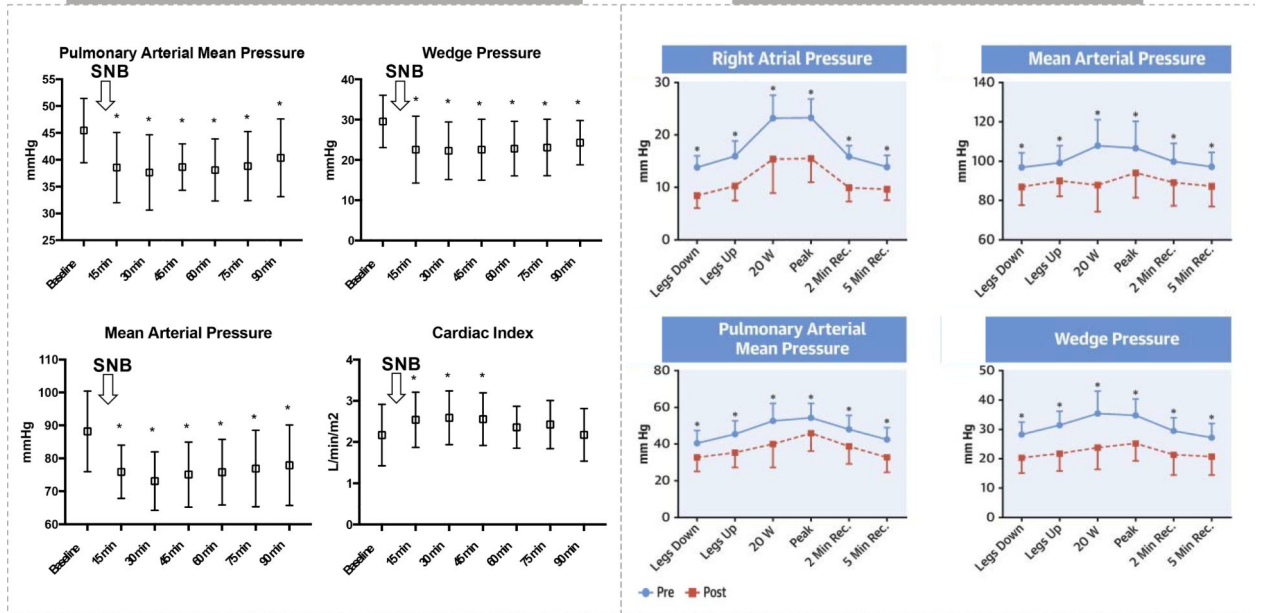 Pulmonary Arterial Mean Pressure
SNB
mmHg
55
50
45
40
35
30
25
* * * * * *
Baseline 15min 30min 45min 60min 75min 90min
Wedge Pressure
SNB
mmHg
40
30
20
10
0
* * * * * *
Baseline 15min 30min 45min 60min 75min 90min
Mean Arterial Pressure
SNB
mmHg
110
100
90
80
70
60
* * * * * *
Baseline 15min 30min 45min 60min 75min 90min
Cardiac Index
SNB
L/min/m2
4
3
2
1
0
* * *
Baseline 15min 30min 45min 60min 75min 90min
Right Atrial Pressure
mm Hg
30
20
10
0
* * * * * *
Legs Down Legs Up 20 W Peak 2 Min Rec. 5 Min Rec.
Mean Arterial Pressure
mm Hg
140
120
100
80
60
* * * * * *
Legs Down Legs Up 20 W Peak 2 Min Rec. 5 Min Rec.
Pulmonary Arterial
Mean Pressure
mm Hg
80
60
40
20
0
* * * * * *
Legs Down Legs Up 20 W Peak 2 Min Rec. 5 Min Rec.
Wedge Pressure
mm Hg
50
40
30
20
10
0
* * * * * *
Legs Down Legs Up 20 W Peak 2 Min Rec. 5 Min Rec.
Pre Post